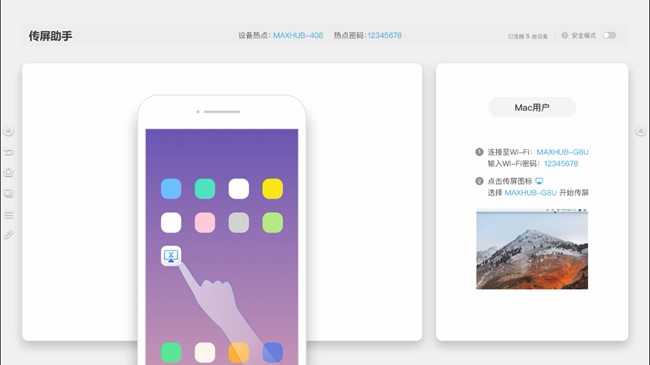 传屏助手
设备热点：MAXHUB-408 热点密码:12345678
已连接 5 台设备
安全模式
Mac用户
1 连接至Wi-Fi：MAXHUB-G8U
输入Wi-Fi密码：12345678
2 点击传屏图标
选择 MAXHUB-G8U 开始传屏